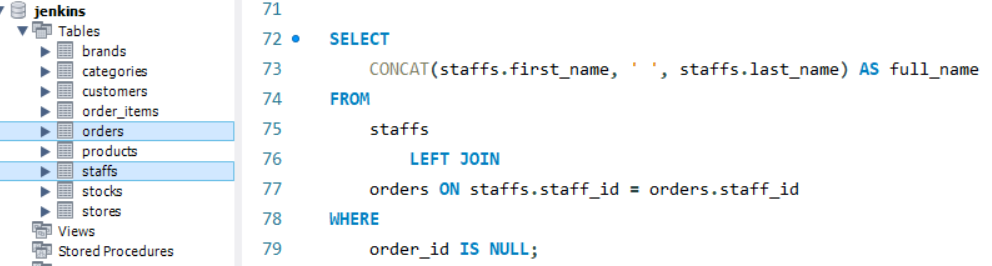 jenkins
Tables
brands
categories
customers
order_items
orders
products
staffs
stocks
stores
Views
Stored Procedures
71
72 SELECT
73 CONCAT(staffs.first_name, ' ', staffs.last_name) AS full_name
74 FROM
75 staffs
76 LEFT JOIN
77 orders ON staffs.staff_id = orders.staff_id
78 WHERE
79 order_id IS NULL;